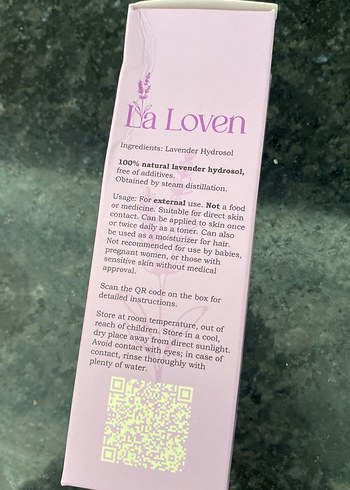 La Loven
Ingredients: Lavender Hydrosol
100% natural lavender hydrosol,
free of additives.
Obtained by steam distillation.
Usage: For external use. Not a food
or medicine. Suitable for direct skin
contact. Can be applied to skin once
or twice daily as a toner. Can also
be used as a moisturizer for hair.
Not recommended for use by babies,
pregnant women, or those with
sensitive skin without medical
approval.
Scan the QR code on the box for
detailed instructions.
Store at room temperature, out of
reach of children. Store in a cool,
dry place away from direct sunlight.
Avoid contact with eyes; in case of
contact, rinse thoroughly with
plenty of water.